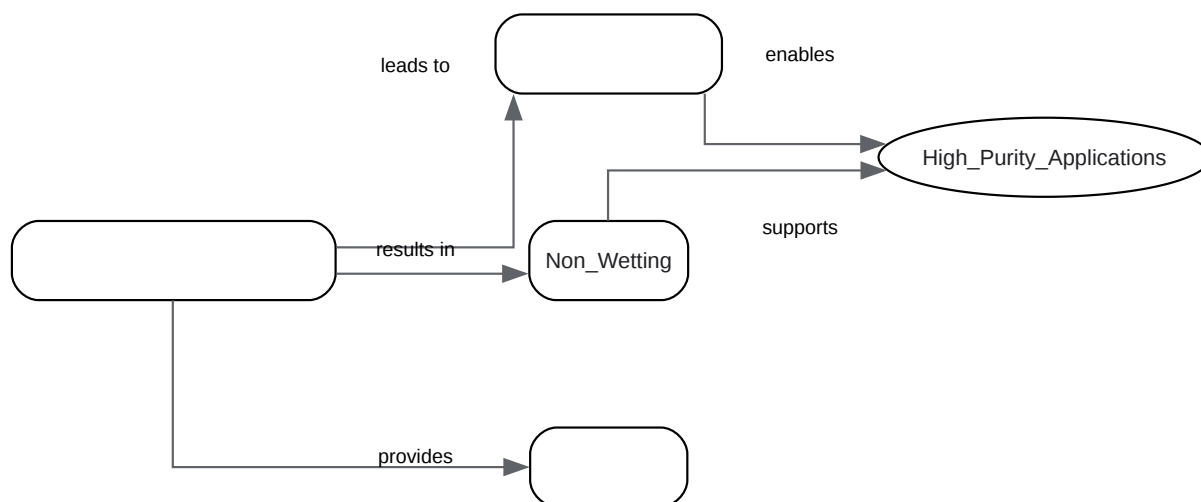 leads to
enables
High_Purity_Applications
supports
results in
Non_Wetting
provides